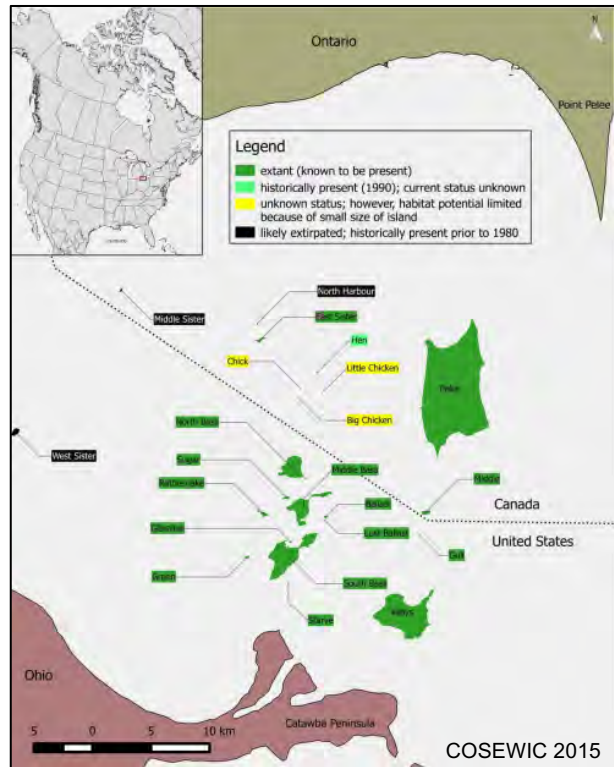 N
Ontario
Point Pelee
Legend
extant (known to be present)
historically present (1990); current status unknown
unknown status; however, habitat potential limited
because of small size of island
likely extirpated; historically present prior to 1980
North Harbour
Middle Sister
East Sister
Hen
Chick
Little Chicken
Pelee
Big Chicken
North Bass
West Sister
Sugar
Middle Bass
Rattlesnake
Middle
Ballast
Canada
Gibraltar
Lost Ballast
United States
Gull
Green
South Bass
Starve
Kelleys
Ohio
Catawba Peninsula
5 0 5 10 km
COSEWIC 2015